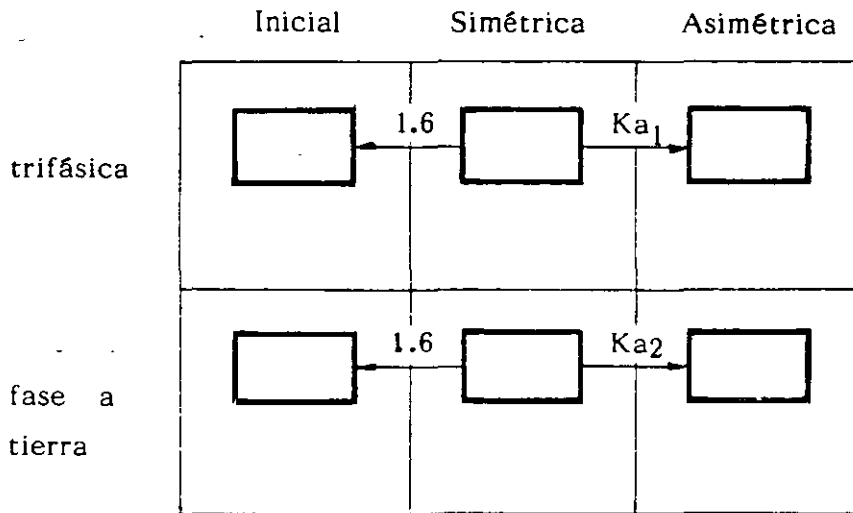 Inicial Simétrica Asimétrica
trifásica
1.6 Ka1
fase a
tierra
1.6 Ka2